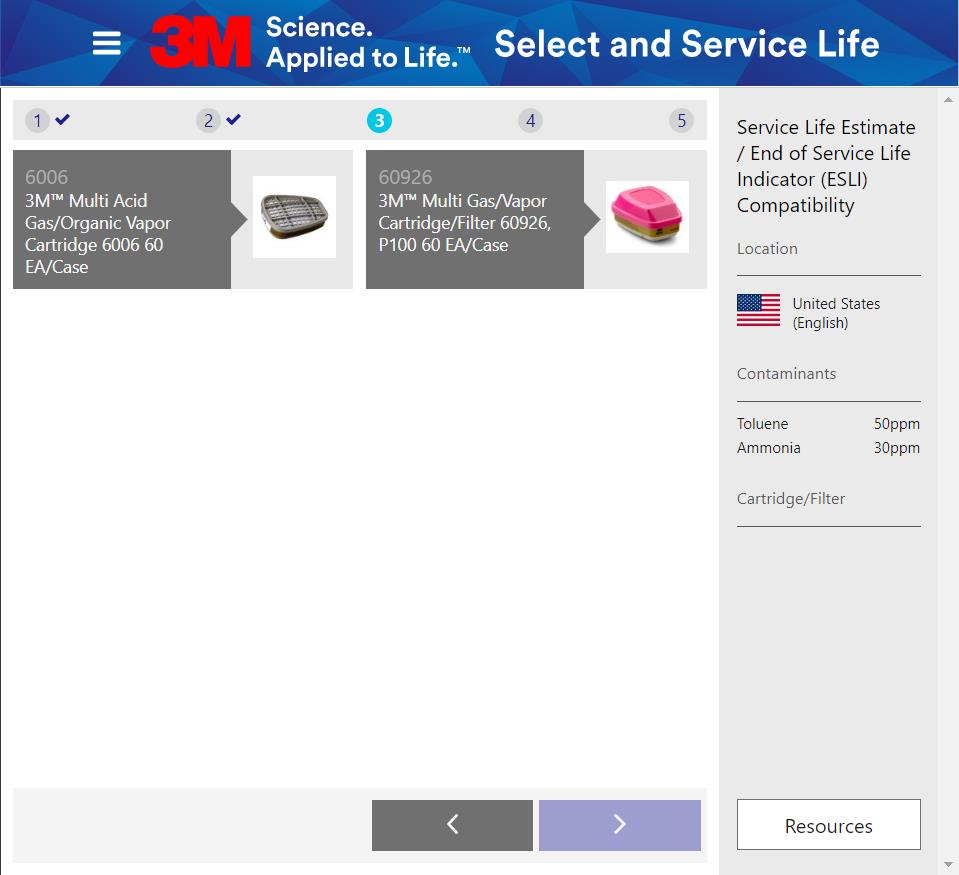 3M
Science.
Applied to Life.™
Select and Service Life
1
2
3
4
5
6006
3M™ Multi Acid
Gas/Organic Vapor
Cartridge 6006 60
EA/Case
60926
3M™ Multi Gas/Vapor
Cartridge/Filter 60926,
P100 60 EA/Case
Service Life Estimate
/ End of Service Life
Indicator (ESLI)
Compatibility
Location
United States
(English)
Contaminants
Toluene 50ppm
Ammonia 30ppm
Cartridge/Filter
Resources